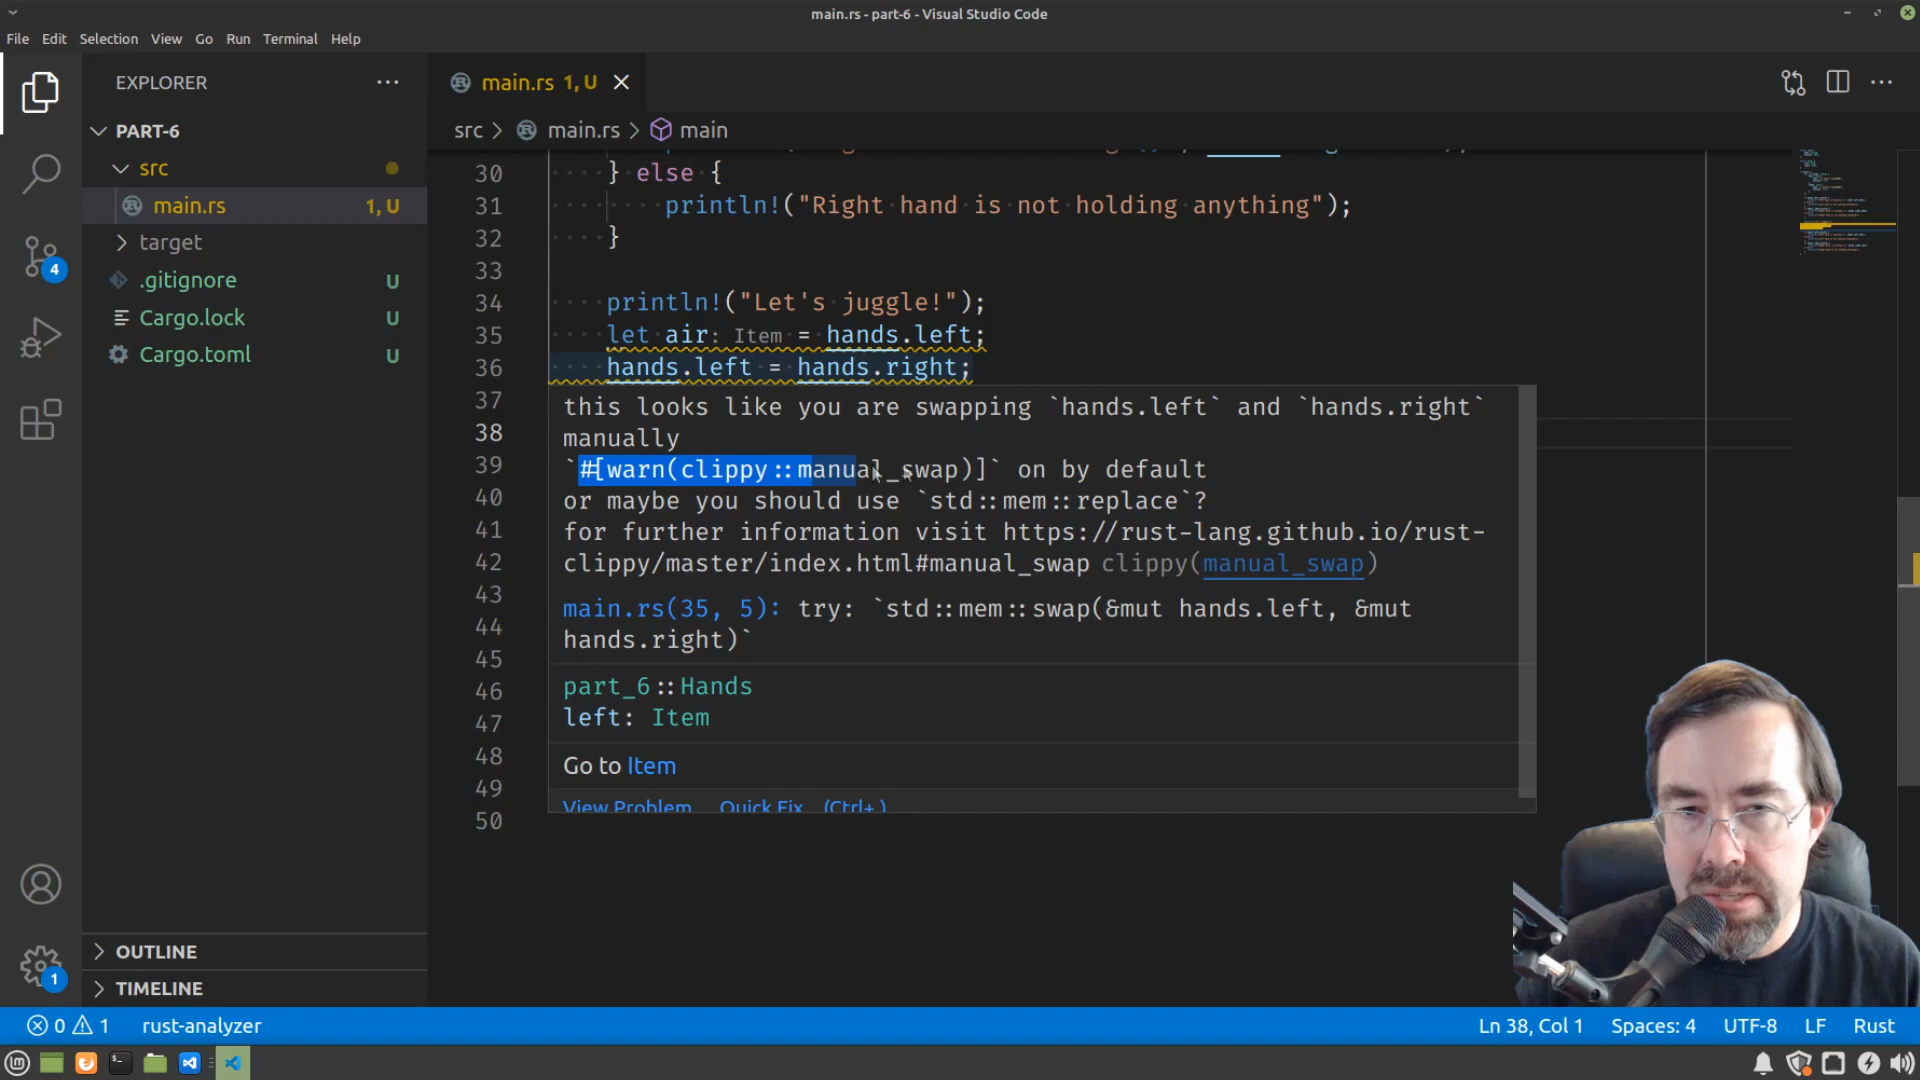 main.rs - part-6 - Visual Studio Code
File Edit Selection View Go Run Terminal Help
EXPLORER
PART-6
src
main.rs 1, U
target
.gitignore U
Cargo.lock U
Cargo.toml U
OUTLINE
TIMELINE
main.rs 1, U
src > main.rs > main
30 } else {
31 println!("Right hand is not holding anything");
32 }
33
34 println!("Let's juggle!");
35 let air: Item = hands.left;
36 hands.left = hands.right;
37
38
39
40
41
42
43
44
45
46
47
48
49
50
this looks like you are swapping `hands.left` and `hands.right`
manually
`#[warn(clippy::manual_swap)]` on by default
or maybe you should use `std::mem::replace`?
for further information visit https://rust-lang.github.io/rust-
clippy/master/index.html#manual_swap clippy(manual_swap)
main.rs(35, 5): try: `std::mem::swap(&mut hands.left, &mut
hands.right)`
part_6::Hands
left: Item
Go to Item
View Problem Quick Fix (Ctrl+.)
4
1
0 1 rust-analyzer
Ln 38, Col 1 Spaces: 4 UTF-8 LF Rust